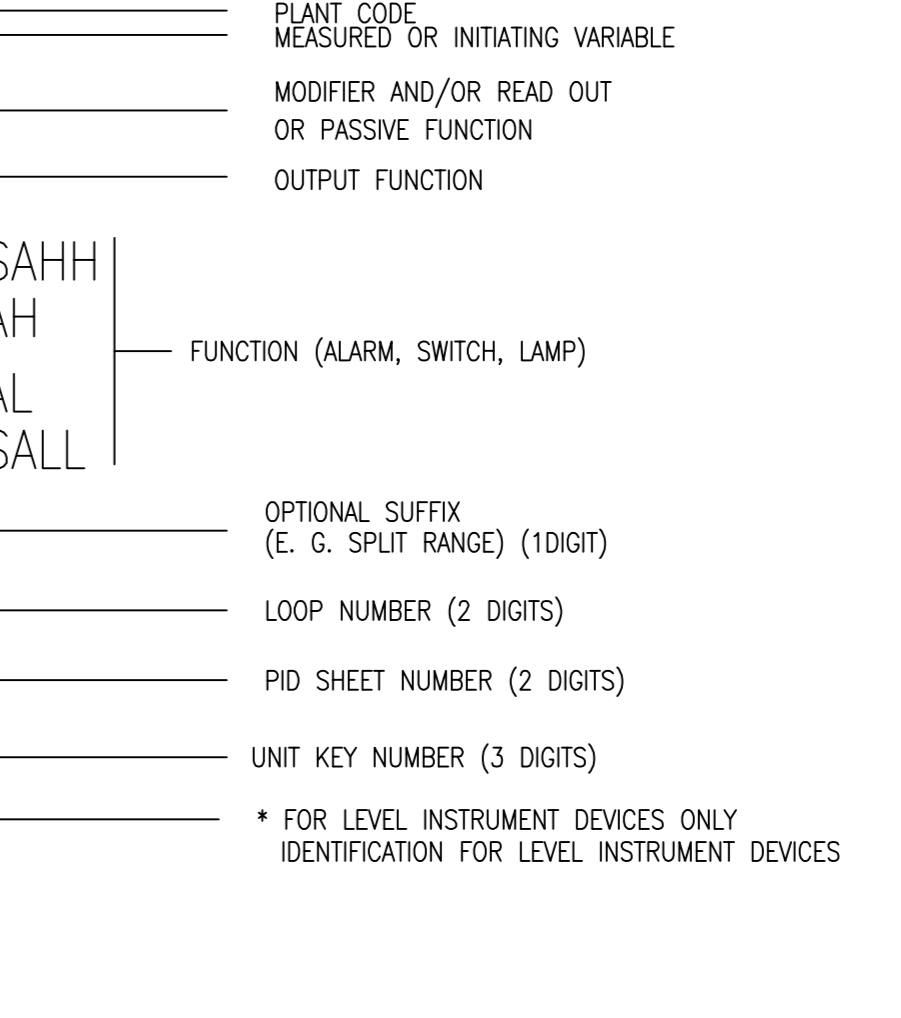 PLANT CODE
MEASURED OR INITIATING VARIABLE
MODIFIER AND/OR READ OUT
OR PASSIVE FUNCTION
OUTPUT FUNCTION
SAHH
AH
FUNCTION (ALARM, SWITCH, LAMP)
AL
SALL
OPTIONAL SUFFIX
(E. G. SPLIT RANGE) (1DIGIT)
LOOP NUMBER (2 DIGITS)
PID SHEET NUMBER (2 DIGITS)
UNIT KEY NUMBER (3 DIGITS)
* FOR LEVEL INSTRUMENT DEVICES ONLY
IDENTIFICATION FOR LEVEL INSTRUMENT DEVICES